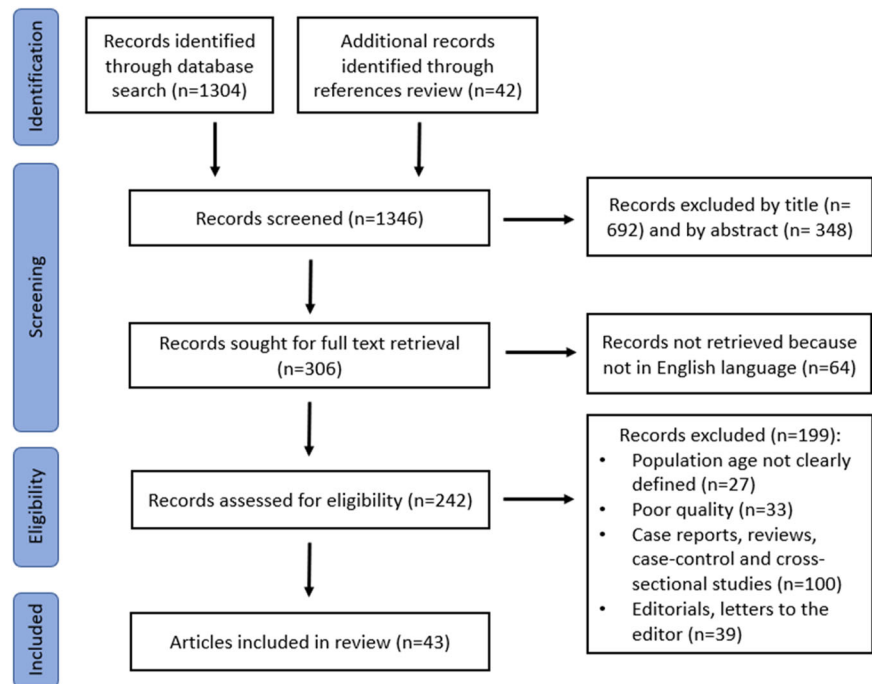 Identification
Records identified
through database
search (n=1304)
Additional records
identified through
references review (n=42)
Screening
Records screened (n=1346)
Records excluded by title (n=
692) and by abstract (n= 348)
Records sought for full text retrieval
(n=306)
Records not retrieved because
not in English language (n=64)
Eligibility
Records assessed for eligibility (n=242)
Records excluded (n=199):
• Population age not clearly
defined (n=27)
• Poor quality (n=33)
• Case reports, reviews,
case-control and cross-
sectional studies (n=100)
• Editorials, letters to the
editor (n=39)
Included
Articles included in review (n=43)